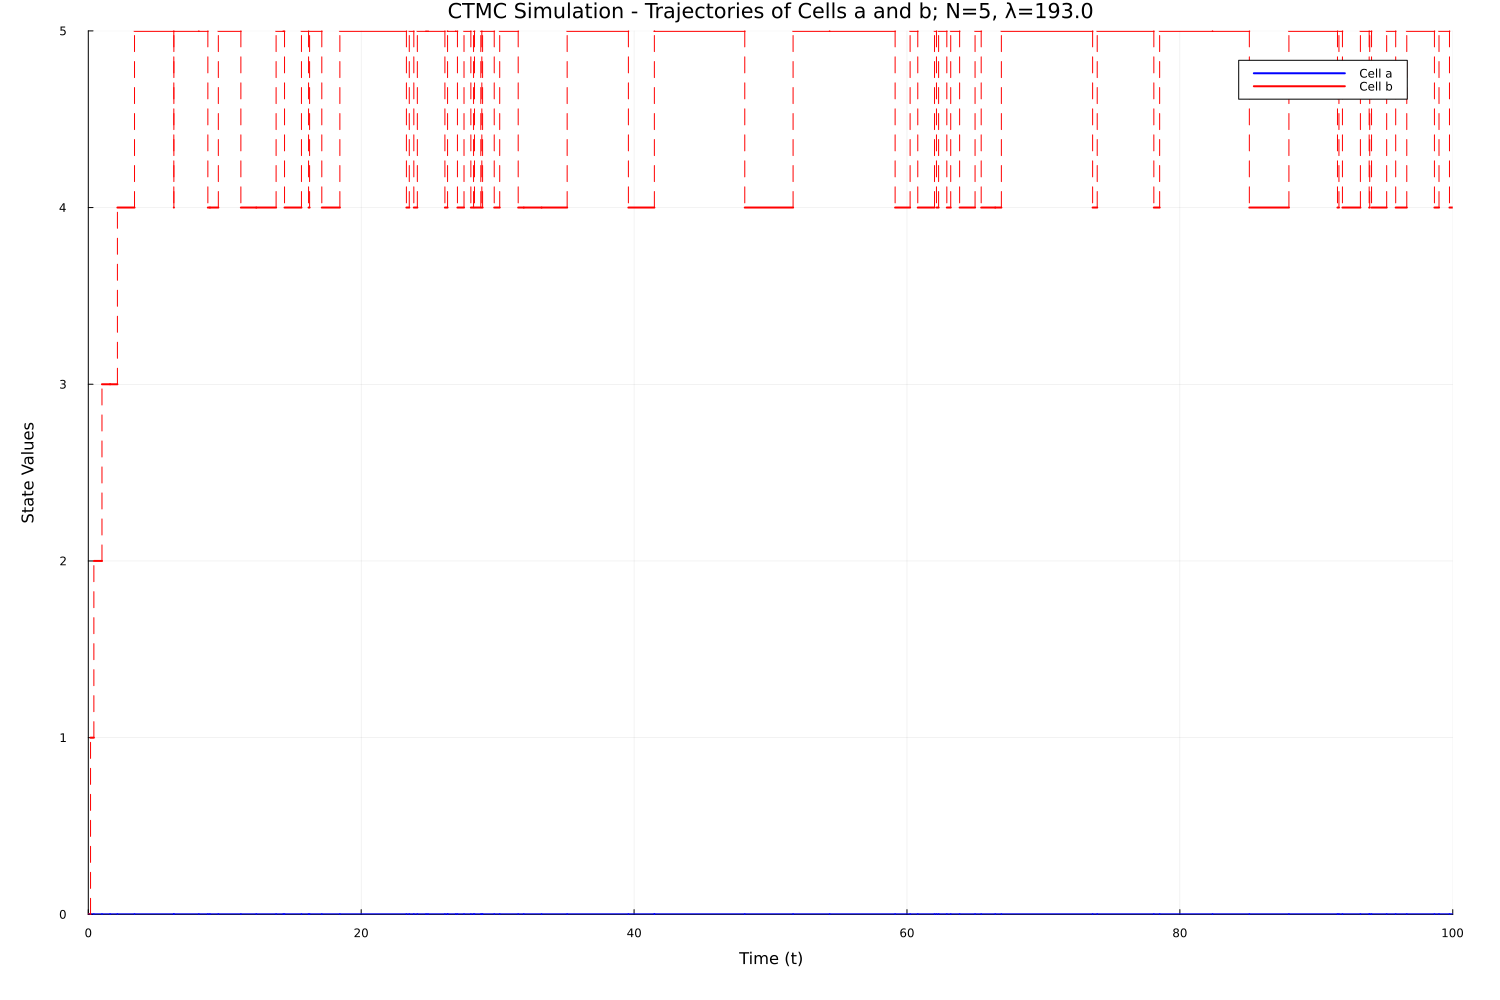 CTMC Simulation - Trajectories of Cells a and b; N=5, λ=193.0
5
Cell a
Cell b
4
3
State Values
2
1
0
0 20 40 60 80 100
Time (t)